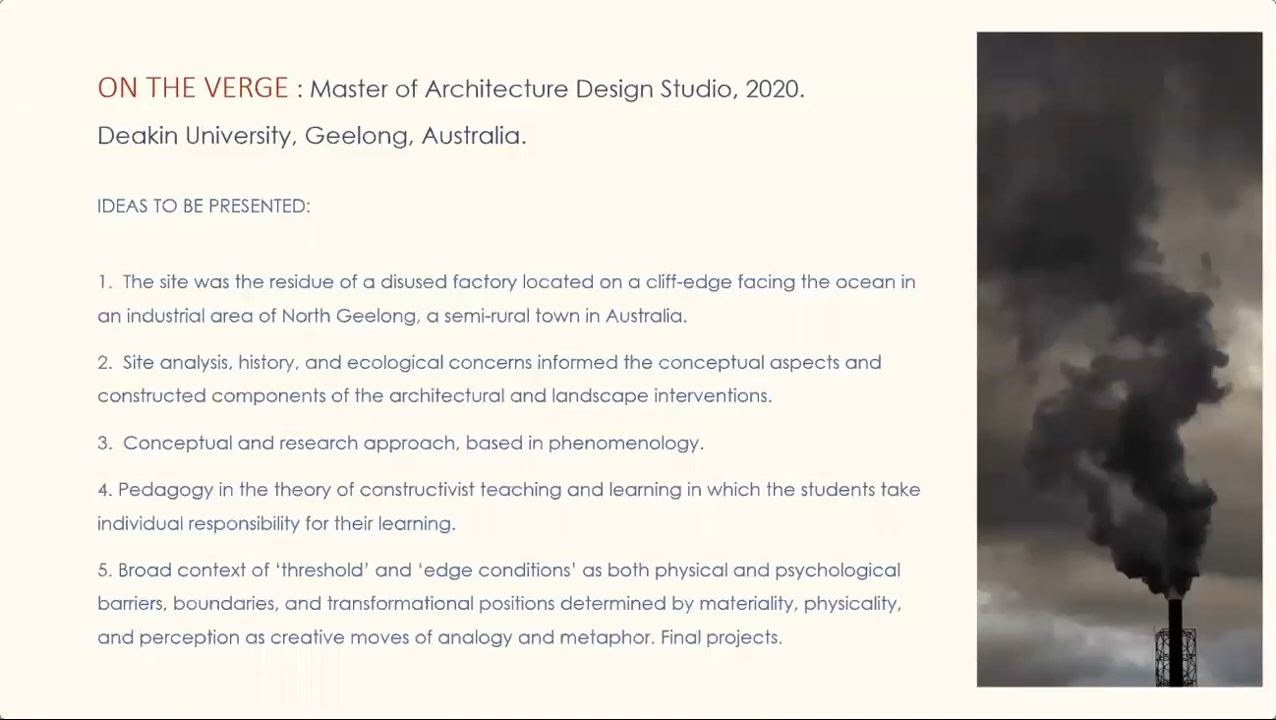 ON THE VERGE : Master of Architecture Design Studio, 2020.
Deakin University, Geelong, Australia.
IDEAS TO BE PRESENTED:
1. The site was the residue of a disused factory located on a cliff-edge facing the ocean in
an industrial area of North Geelong, a semi-rural town in Australia.
2. Site analysis, history, and ecological concerns informed the conceptual aspects and
constructed components of the architectural and landscape interventions.
3. Conceptual and research approach, based in phenomenology.
4. Pedagogy in the theory of constructivist teaching and learning in which the students take
individual responsibility for their learning.
5. Broad context of ‘threshold’ and ‘edge conditions’ as both physical and psychological
barriers, boundaries, and transformational positions determined by materiality, physicality,
and perception as creative moves of analogy and metaphor. Final projects.